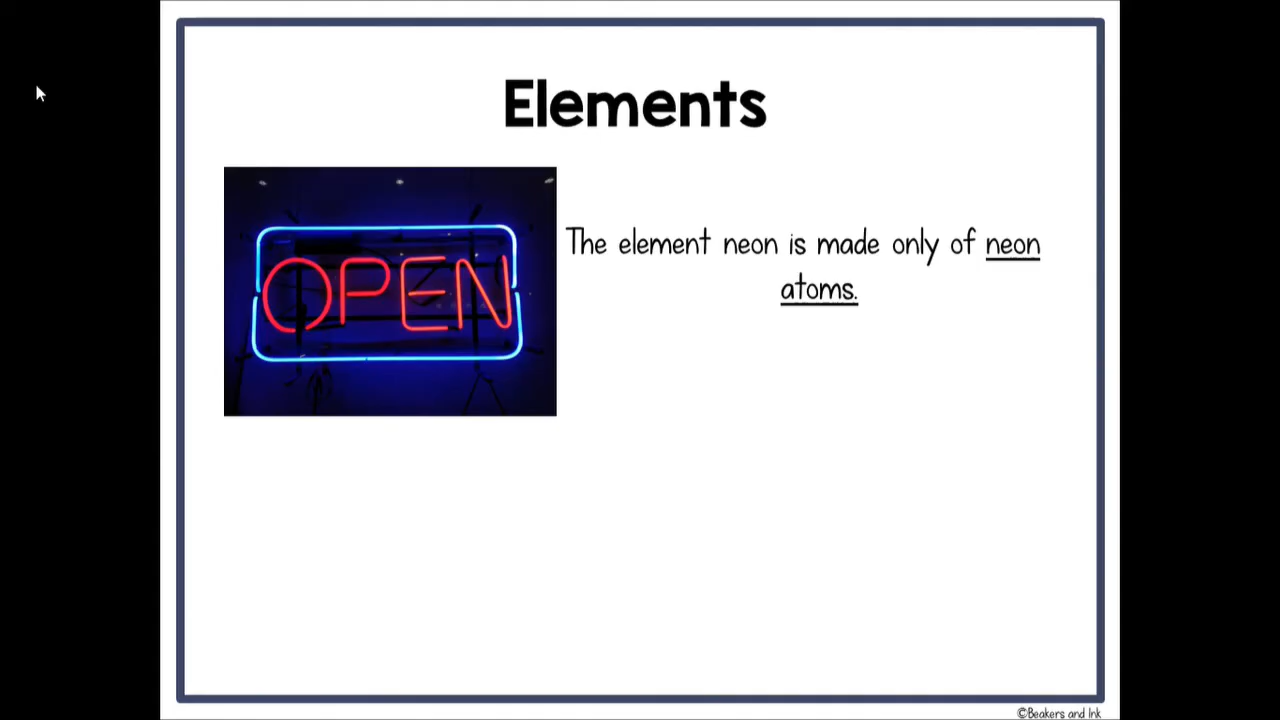 Elements
OPEN
The element neon is made only of neon
atoms.
©Beakers and Ink